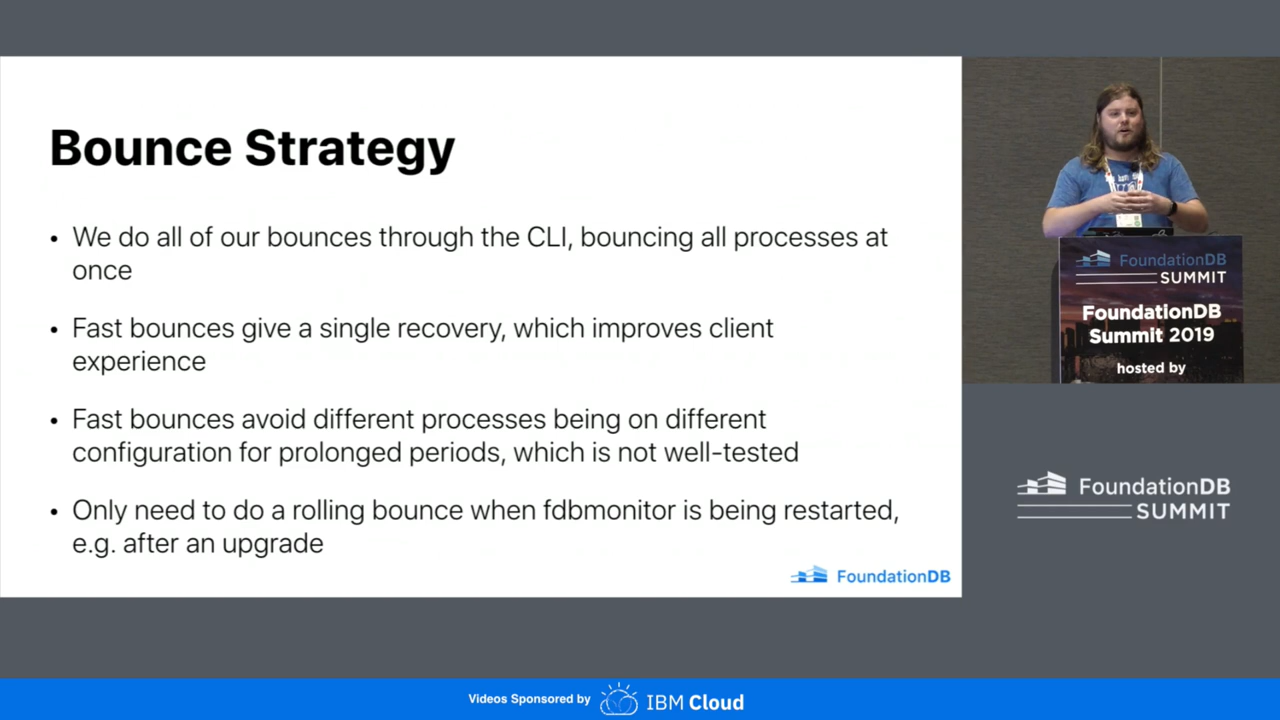 Bounce Strategy
• We do all of our bounces through the CLI, bouncing all processes at
once
• Fast bounces give a single recovery, which improves client
experience
• Fast bounces avoid different processes being on different
configuration for prolonged periods, which is not well-tested
• Only need to do a rolling bounce when fdbmonitor is being restarted,
e.g. after an upgrade
FoundationDB
FoundationDB
SUMMIT
FoundationDB
Summit 2019
hosted by
FoundationDB
SUMMIT
Videos Sponsored by
IBM Cloud